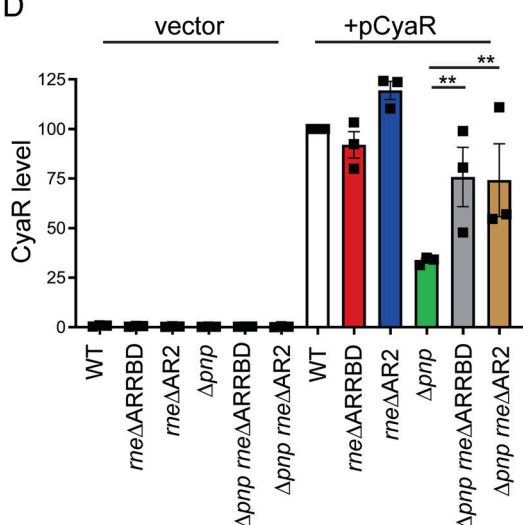 D
vector
+pCyaR
**
**
CyaR level
125
100
75
50
25
0
WT
rneΔARRBD
rneΔAR2
Δpnp
Δpnp rneΔARRBD
Δpnp rneΔAR2
WT
rneΔARRBD
rneΔAR2
Δpnp
Δpnp rneΔARRBD
Δpnp rneΔAR2